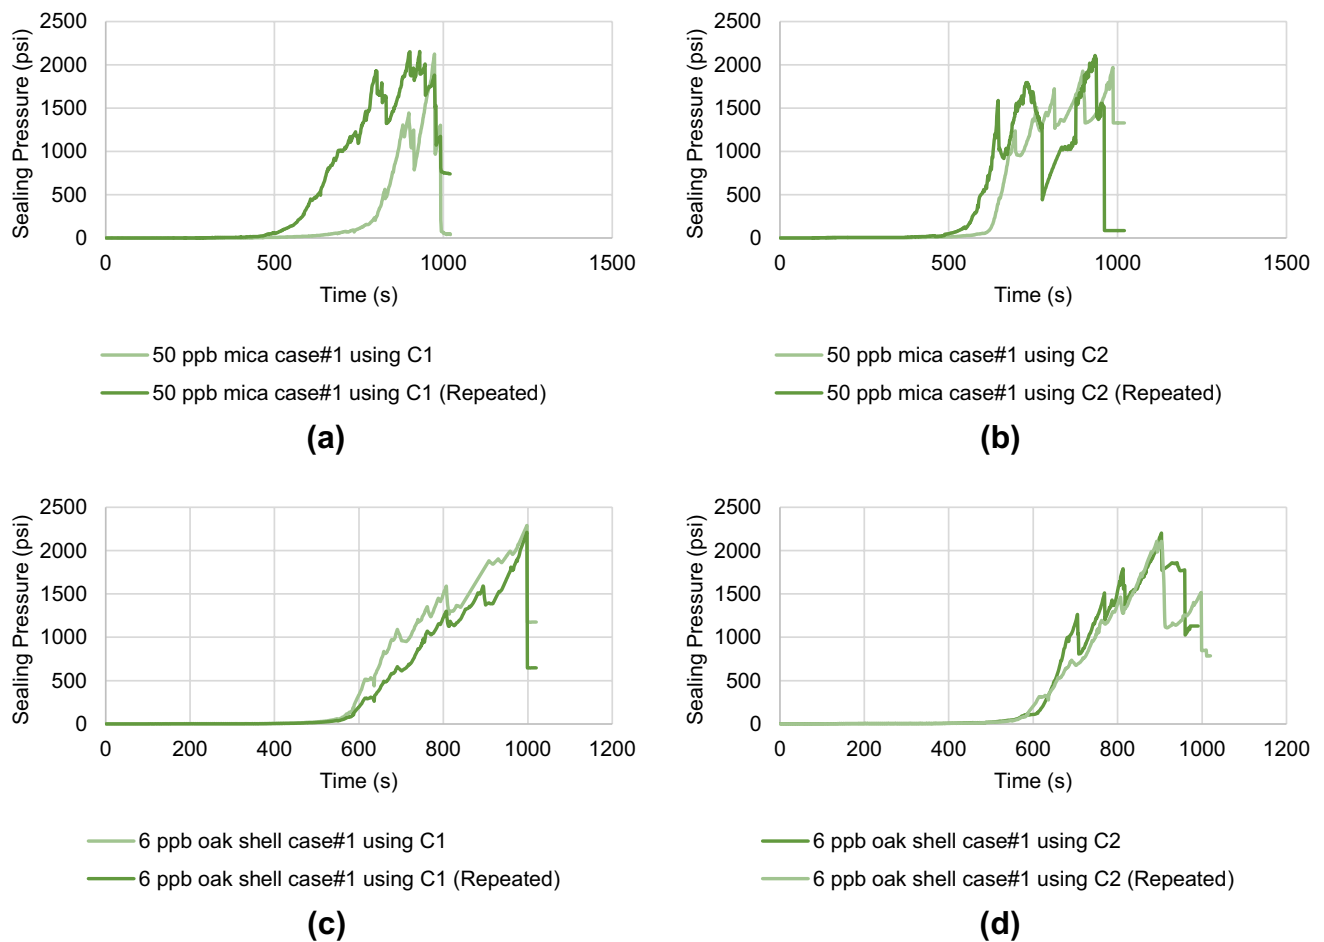 Sealing Pressure (psi)
2500
2000
1500
1000
500
0
0 500 1000 1500
Time (s)
50 ppb mica case#1 using C1
50 ppb mica case#1 using C1 (Repeated)
(a)
Sealing Pressure (psi)
2500
2000
1500
1000
500
0
0 500 1000 1500
Time (s)
50 ppb mica case#1 using C2
50 ppb mica case#1 using C2 (Repeated)
(b)
Sealing Pressure (psi)
2500
2000
1500
1000
500
0
0 200 400 600 800 1000 1200
Time (s)
6 ppb oak shell case#1 using C1
6 ppb oak shell case#1 using C1 (Repeated)
(c)
Sealing Pressure (psi)
2500
2000
1500
1000
500
0
0 200 400 600 800 1000 1200
Time (s)
6 ppb oak shell case#1 using C2
6 ppb oak shell case#1 using C2 (Repeated)
(d)